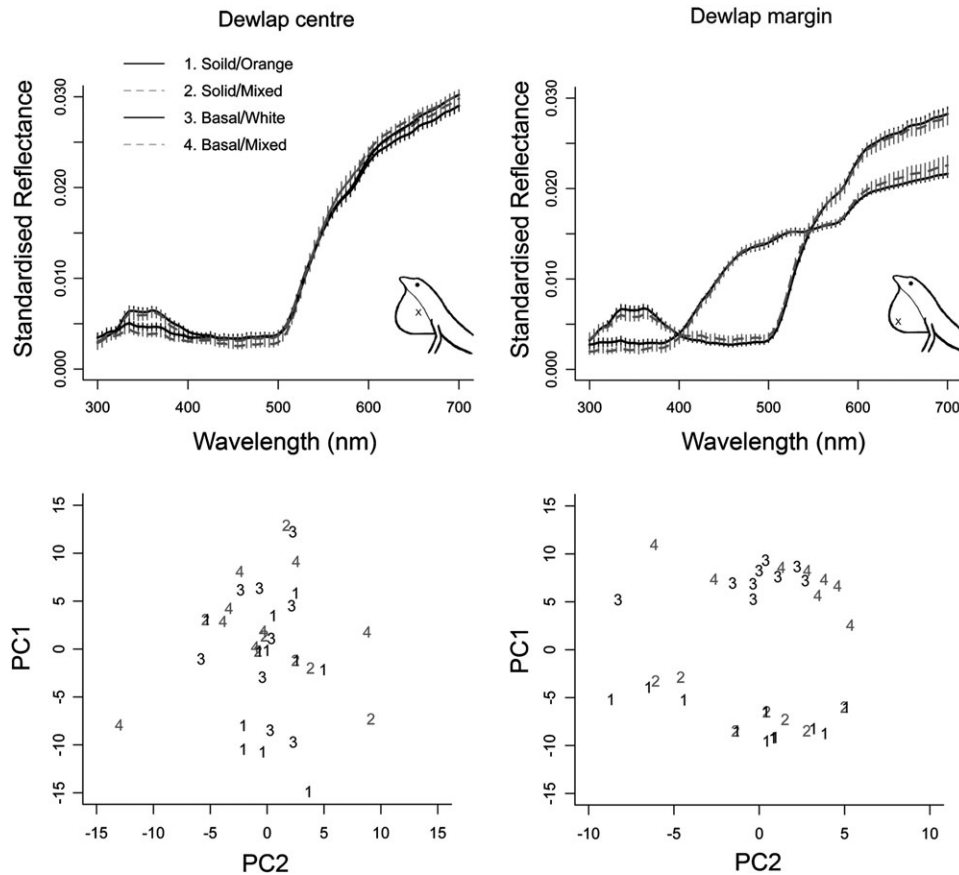 Dewlap centre
Dewlap margin
1. Soild/Orange
2. Solid/Mixed
3. Basal/White
4. Basal/Mixed
Standardised Reflectance
0.000 0.010 0.020 0.030
300 400 500 600 700
Wavelength (nm)
x
Standardised Reflectance
0.000 0.010 0.020 0.030
300 400 500 600 700
Wavelength (nm)
x
PC1
15
10
5
0
-5
-10
-15
-15 -10 -5 0 5 10 15
PC2
PC1
15
10
5
0
-5
-10
-15
-10 -5 0 5 10
PC2